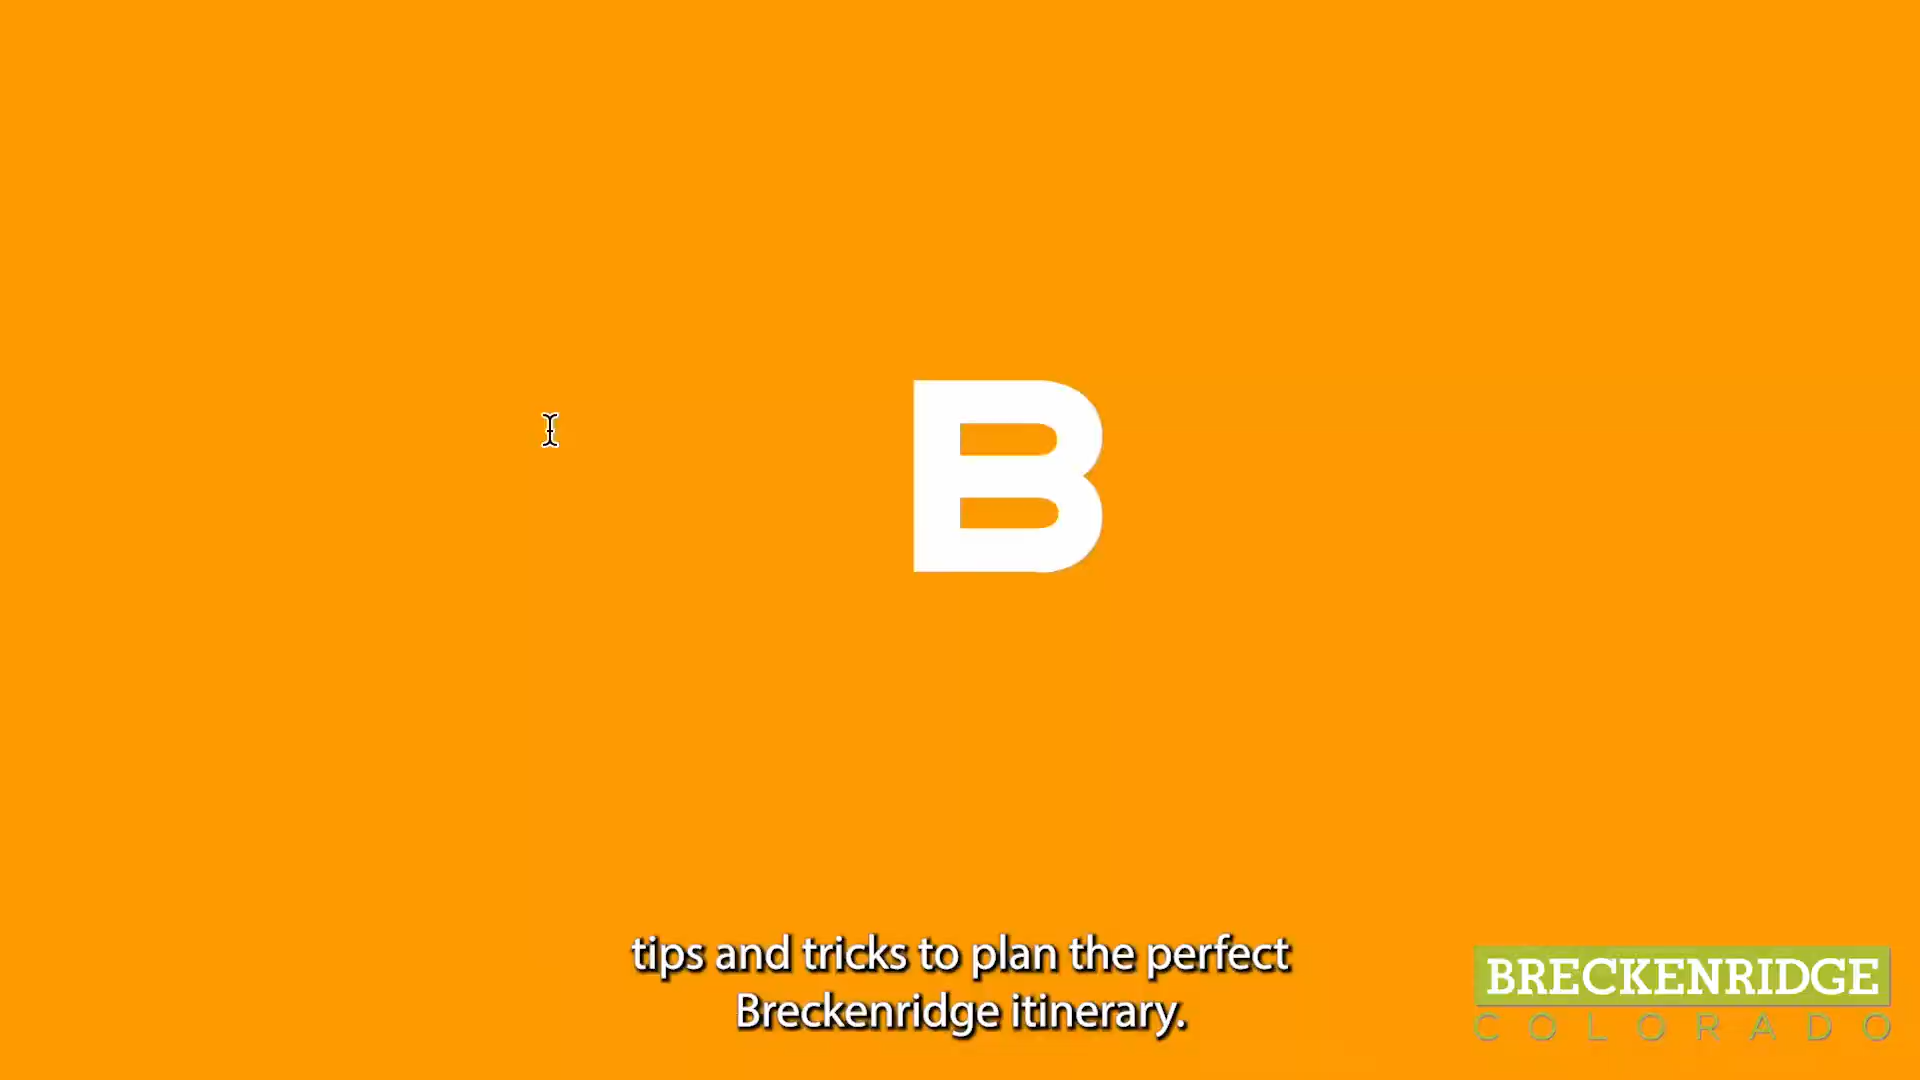 B
tips and tricks to plan the perfect
Breckenridge itinerary.
BRECKENRIDGE
COLORADO